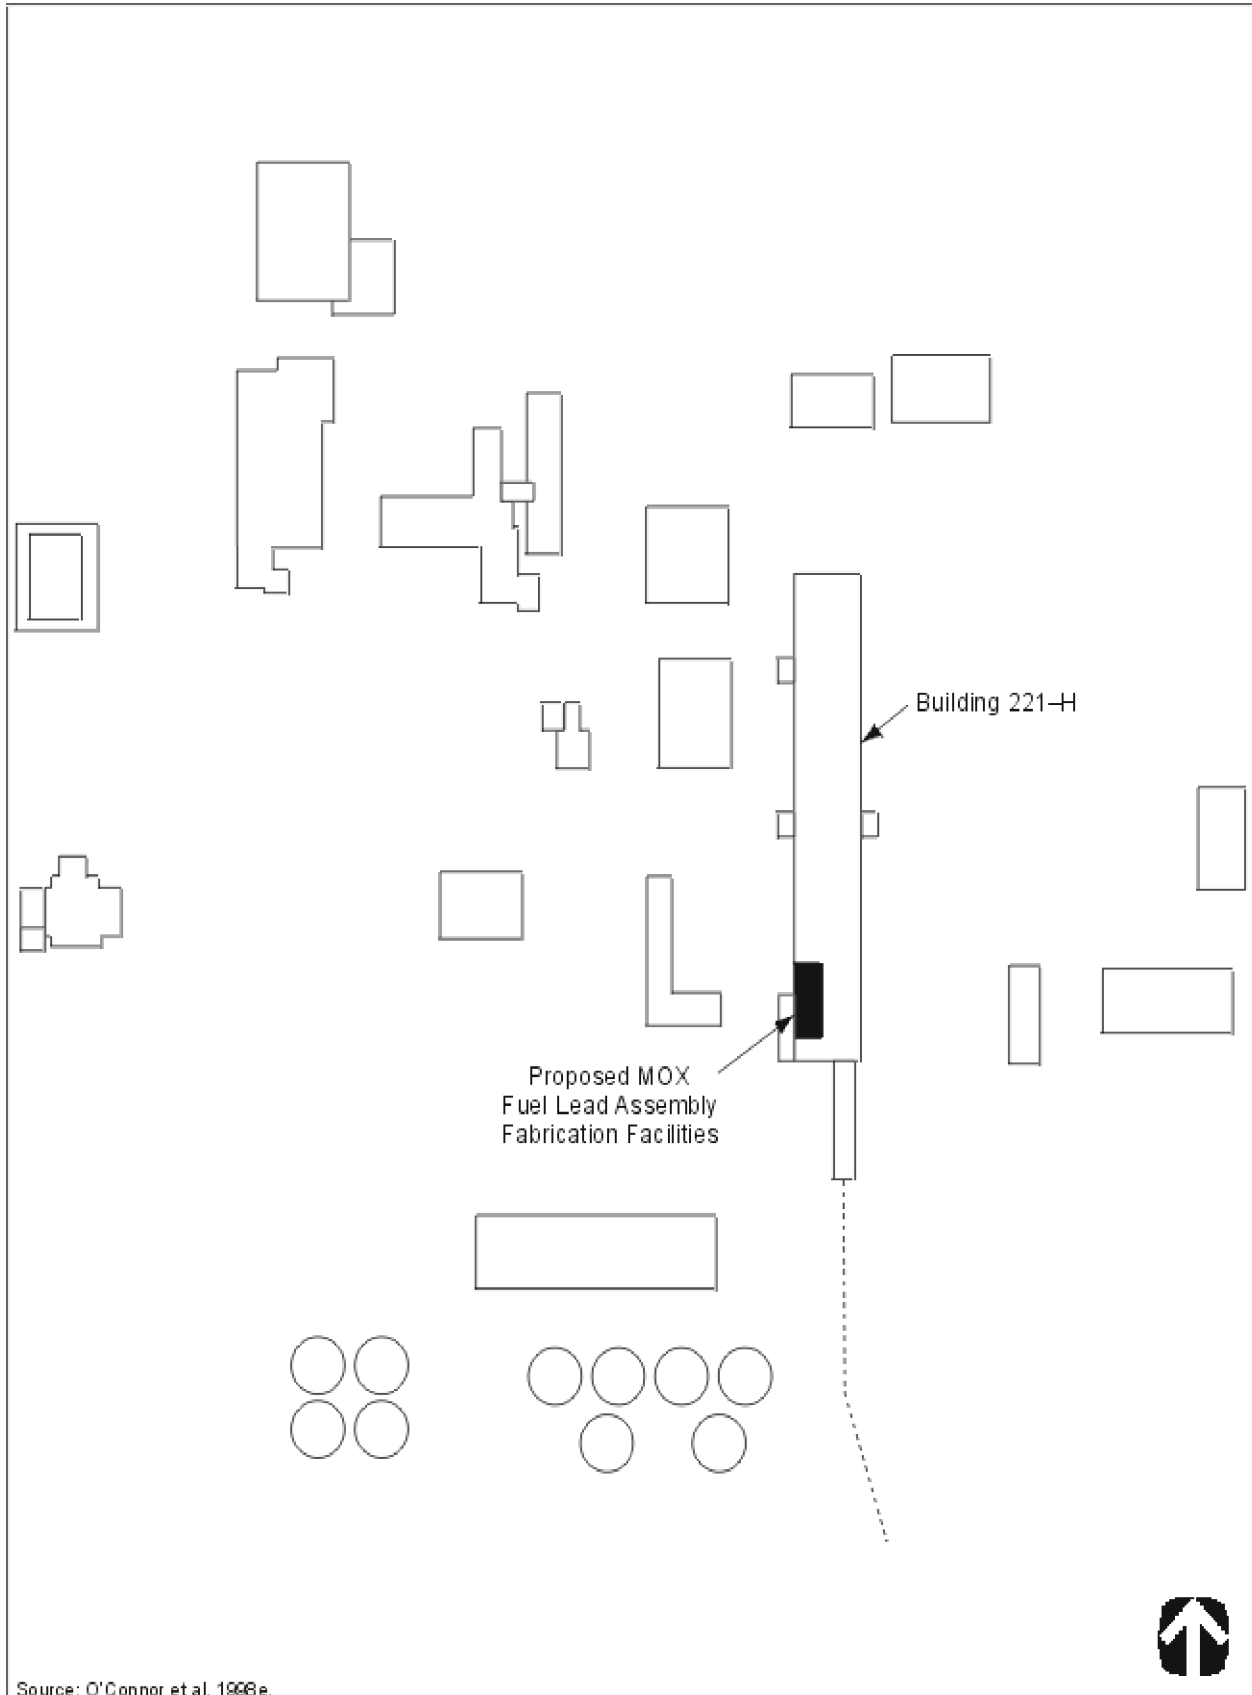 Building 221–H
Proposed MOX
Fuel Lead Assembly
Fabrication Facilities
Source: O'Connor et al. 1998e.